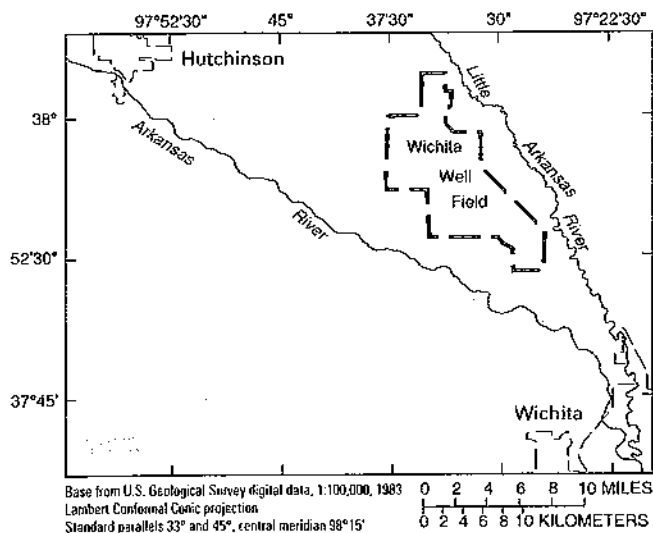 97°52'30" 45' 37'30" 30' 97°22'30"
Hutchinson
Little
38°
Arkansas
Wichita
Arkansas
Well
Field
River
River
52'30"
37°45'
Wichita
Base from U.S. Geological Survey digital data, 1:100,000, 1983
Lambert Conformal Conic projection
Standard parallels 33° and 45°, central meridian 98°15'
0 2 4 6 8 10 MILES
0 2 4 6 8 10 KILOMETERS